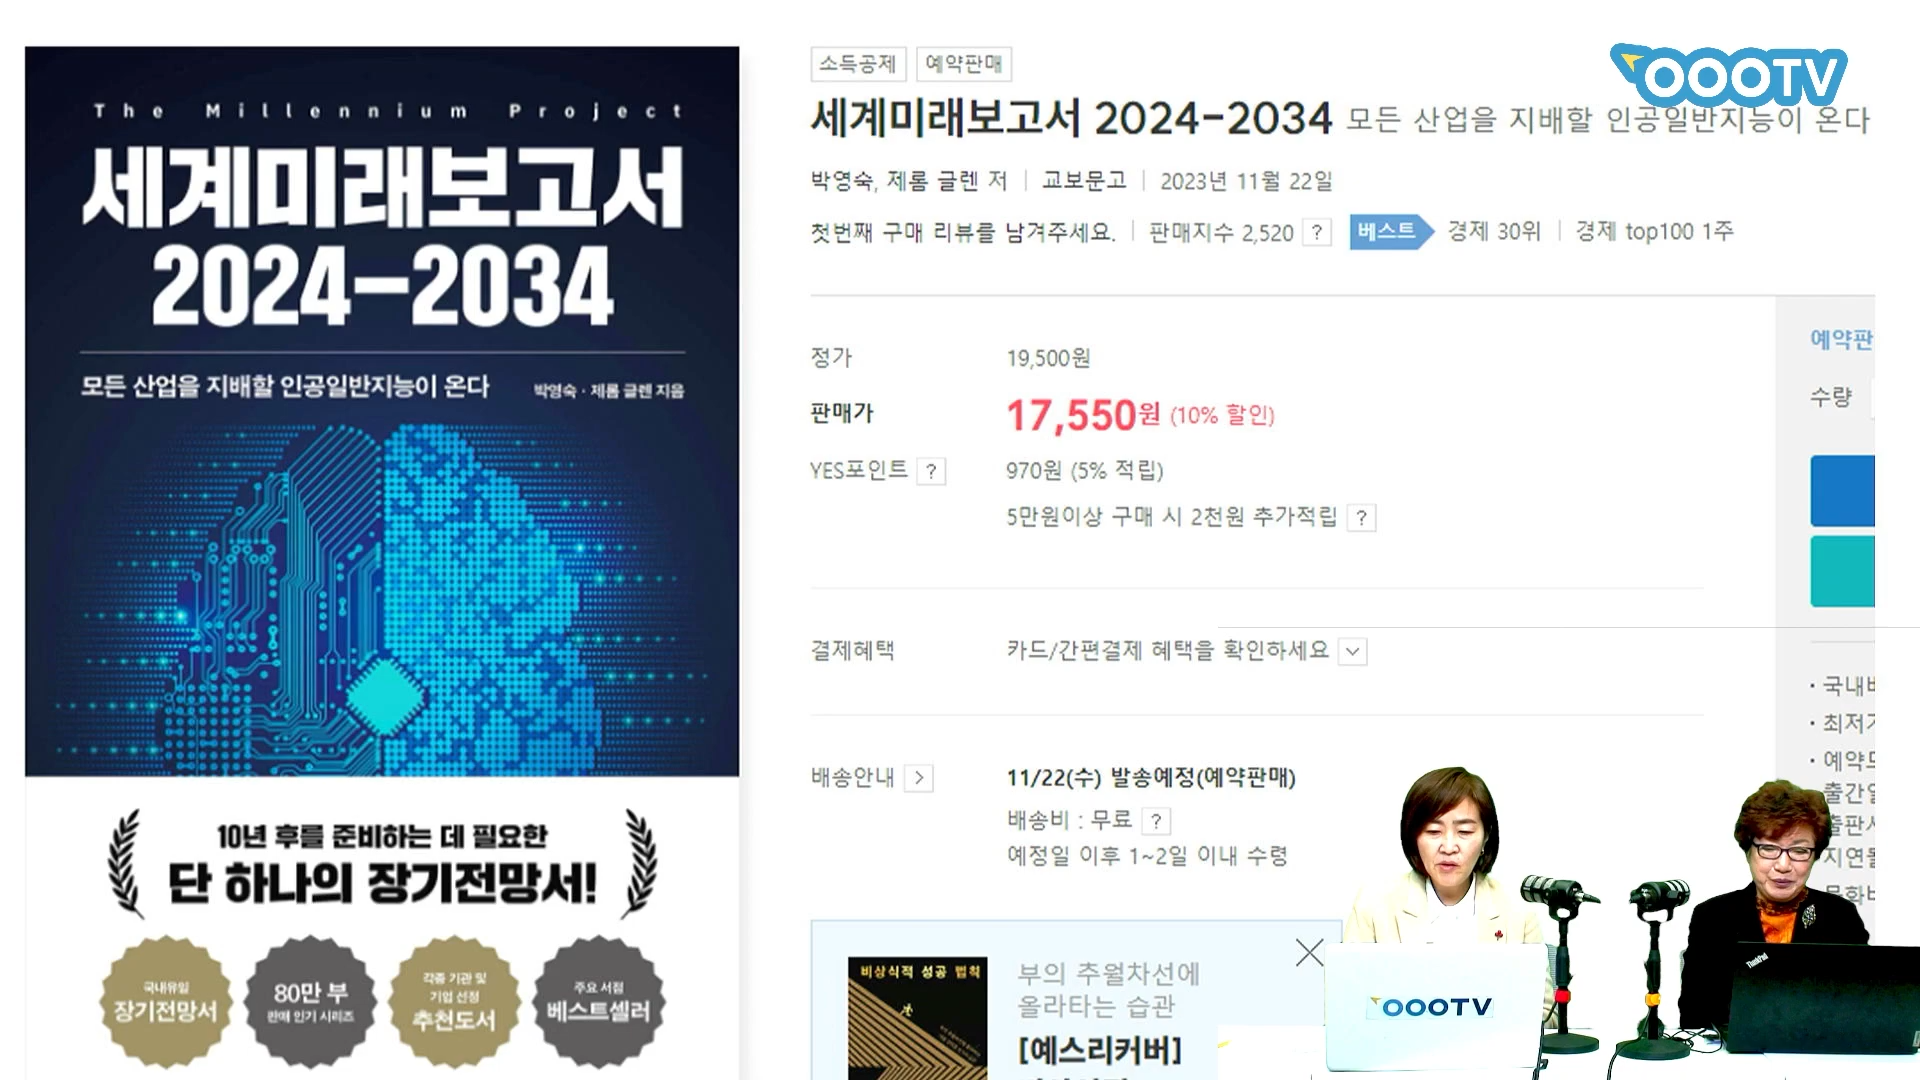 The Millennium Project
세계미래보고서
2024-2034
모든 산업을 지배할 인공일반지능이 온다
박영숙 · 제롬 글렌 지음
10년 후를 준비하는 데 필요한
단 하나의 장기전망서!
국내유일
장기전망서
80만 부
판매 인기 시리즈
각종 기관 및
기업 선정
추천도서
주요 서점
베스트셀러
소득공제
예약판매
OOOTV
세계미래보고서 2024-2034 모든 산업을 지배할 인공일반지능이 온다
박영숙, 제롬 글렌 저 | 교보문고 | 2023년 11월 22일
첫번째 구매 리뷰를 남겨주세요. | 판매지수 2,520 ? 베스트 경제 30위 | 경제 top100 1주
정가 19,500원
판매가 17,550원 (10% 할인)
YES포인트 ? 970원 (5% 적립)
5만원이상 구매 시 2천원 추가적립 ?
결제혜택 카드/간편결제 혜택을 확인하세요
배송안내 > 11/22(수) 발송예정(예약판매)
배송비 : 무료 ?
예정일 이후 1~2일 이내 수령
예약판
수량
· 국내
· 최저
· 예약
출간
출판
지연
비상식적 성공 법칙
부의 추월차선에
올라타는 습관
[예스리커버]
OOOTV
ThinkPad